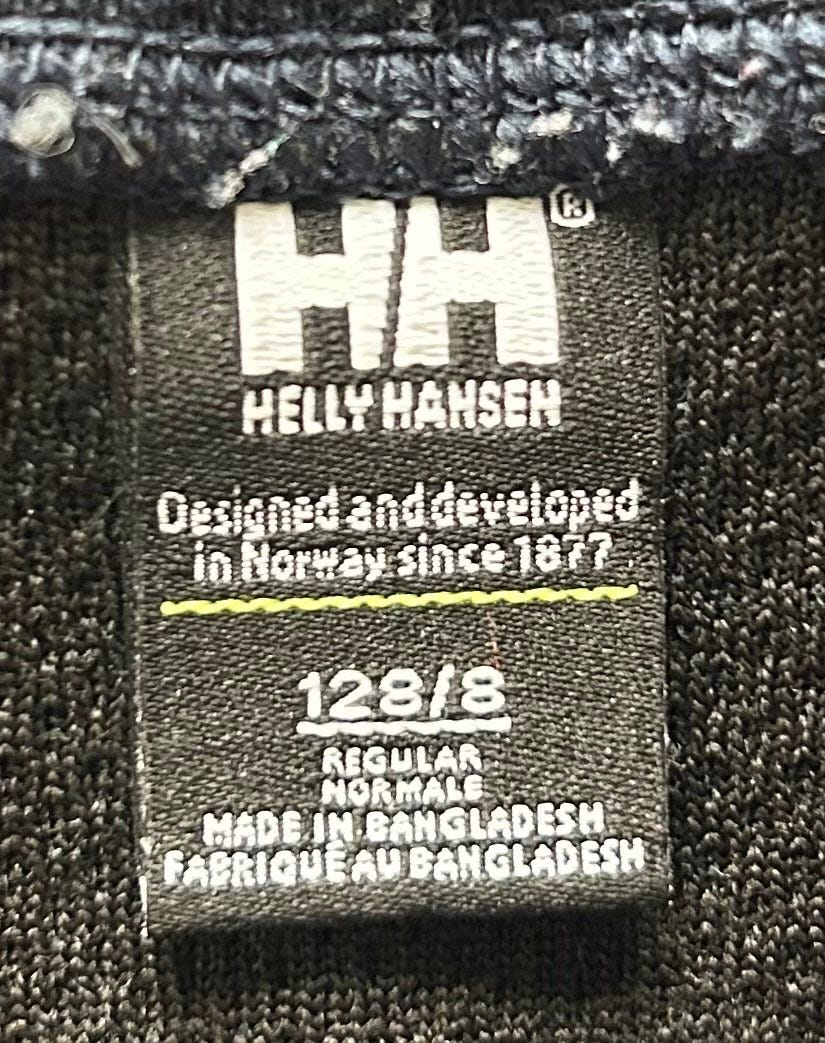 HH®
HELLY HANSEN
Designed and developed
in Norway since 1877
128/8
REGULAR
NORMALE
MADE IN BANGLADESH
FABRIQUÉ AU BANGLADESH